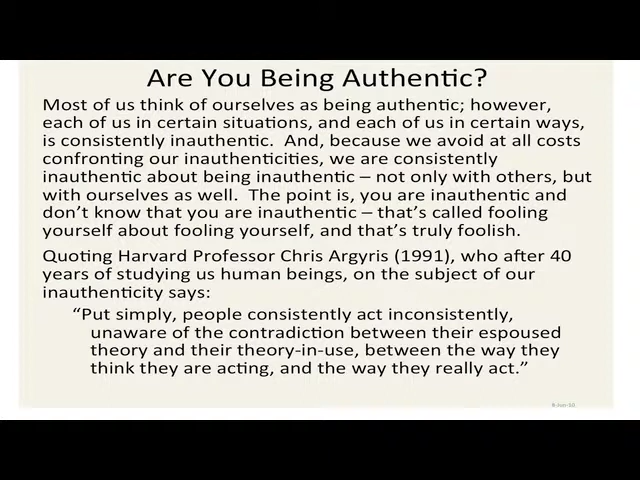 Are You Being Authentic?
Most of us think of ourselves as being authentic; however,
each of us in certain situations, and each of us in certain ways,
is consistently inauthentic.  And, because we avoid at all costs
confronting our inauthenticities, we are consistently
inauthentic about being inauthentic – not only with others, but
with ourselves as well.  The point is, you are inauthentic and
don’t know that you are inauthentic – that’s called fooling
yourself about fooling yourself, and that’s truly foolish.
Quoting Harvard Professor Chris Argyris (1991), who after 40
years of studying us human beings, on the subject of our
inauthenticity says:
“Put simply, people consistently act inconsistently,
unaware of the contradiction between their espoused
theory and their theory-in-use, between the way they
think they are acting, and the way they really act.”